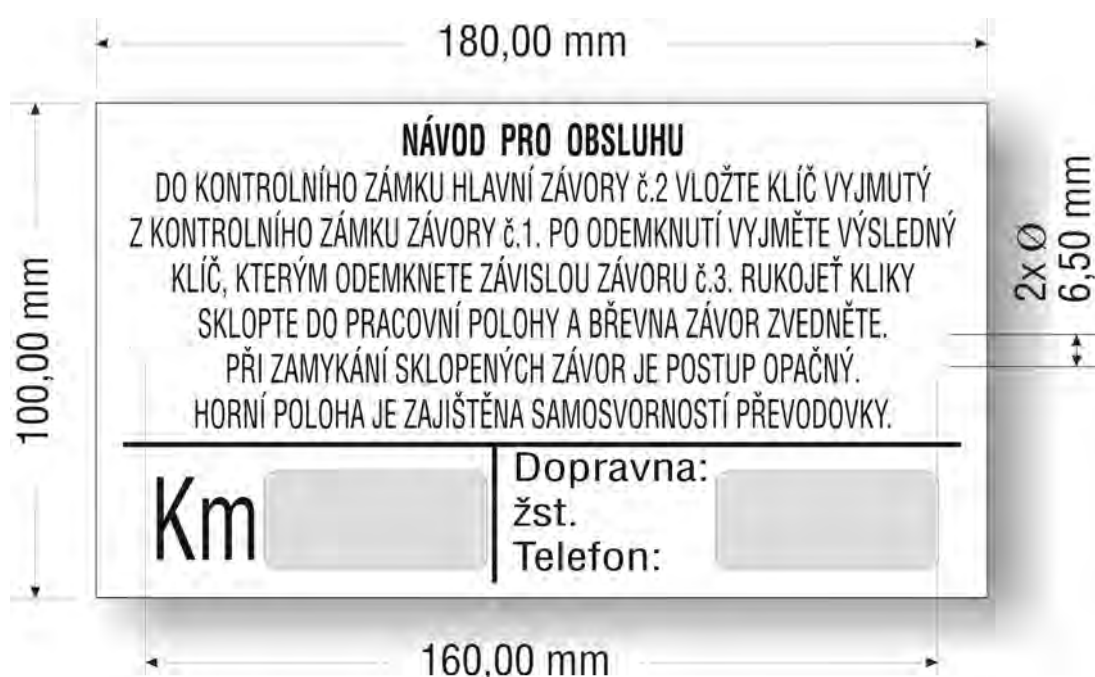 180,00 mm
100,00 mm
NÁVOD PRO OBSLUHU
DO KONTROLNÍHO ZÁMKU HLAVNÍ ZÁVORY č.2 VLOŽTE KLÍČ VYJMUTÝ
Z KONTROLNÍHO ZÁMKU ZÁVORY č.1. PO ODEMKNUTÍ VYJMĚTE VÝSLEDNÝ
KLÍČ, KTERÝM ODEMKNETE ZÁVISLOU ZÁVORU č.3. RUKOJEŤ KLIKY
SKLOPTE DO PRACOVNÍ POLOHY A BŘEVNA ZÁVOR ZVEDNĚTE.
PŘI ZAMYKÁNÍ SKLOPENÝCH ZÁVOR JE POSTUP OPAČNÝ.
HORNÍ POLOHA JE ZAJIŠTĚNA SAMOSVORNOSTÍ PŘEVODOVKY.
2x Ø
6,50 mm
Km
Dopravna:
žst.
Telefon:
160,00 mm